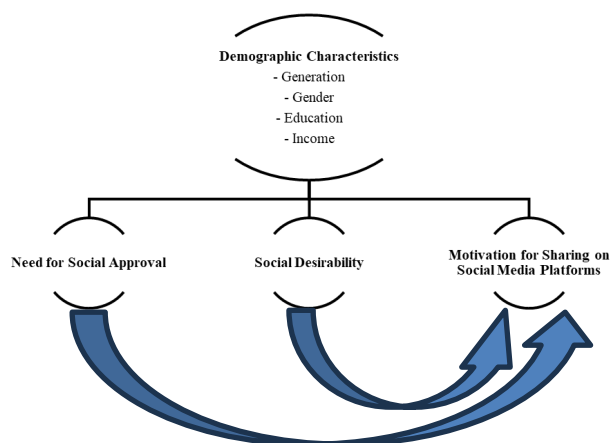 Demographic Characteristics
- Generation
- Gender
- Education
- Income
Need for Social Approval
Social Desirability
Motivation for Sharing on
Social Media Platforms